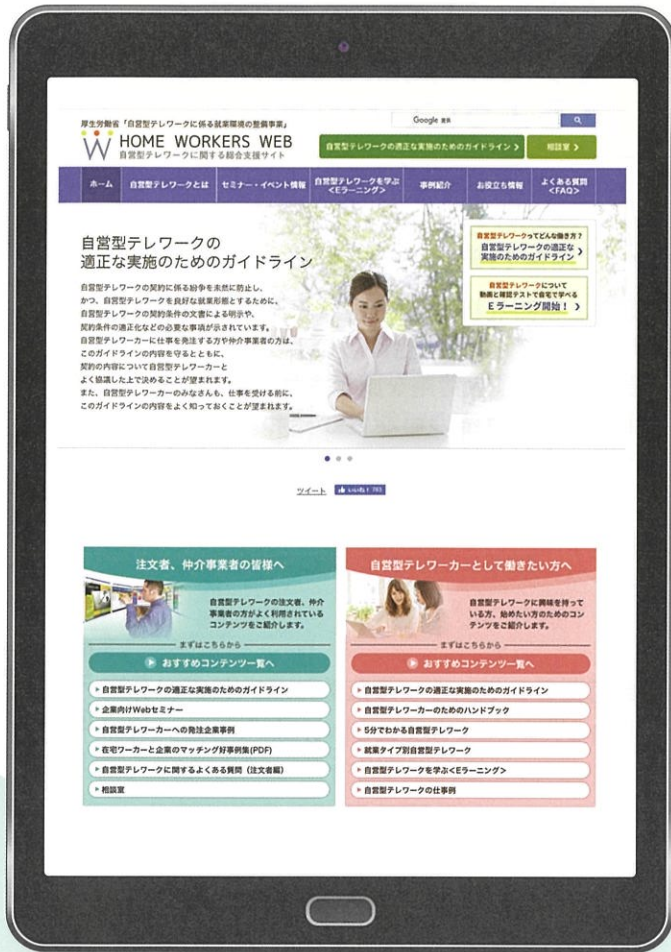 厚生労働省「自営型テレワークに係る就業環境の整備事業」
HOME WORKERS WEB
自営型テレワークに関する総合支援サイト
Google 検索
自営型テレワークの適正な実施のためのガイドライン
相談室
ホーム
自営型テレワークとは
セミナー・イベント情報
自営型テレワークを学ぶ
<Eラーニング>
事例紹介
お役立ち情報
よくある質問
<FAQ>
自営型テレワークの
適正な実施のためのガイドライン
自営型テレワークの契約に係る紛争を未然に防止し、
かつ、自営型テレワークを良好な就業形態とするために、
自営型テレワークの契約条件の文書による明示や、
契約条件の適正化などの必要な事項が示されています。
自営型テレワーカーに仕事を発注する方や仲介事業者の方は、
このガイドラインの内容を守るとともに、
契約の内容について自営型テレワーカーと
よく協議した上で決めることが望まれます。
また、自営型テレワーカーのみなさんも、仕事を受ける前に、
このガイドラインの内容をよく知っておくことが望まれます。
自営型テレワークってどんな働き方？
自営型テレワークの適正な
実施のためのガイドライン
自営型テレワークについて
動画と確認テストで自宅で学べる
Eラーニング開始！
ツイート
いいね！
注文者、仲介事業者の皆様へ
自営型テレワークの注文者、仲介
事業者の方がよく利用されている
コンテンツをご紹介します。
まずはこちらから
おすすめコンテンツ一覧へ
自営型テレワークの適正な実施のためのガイドライン
企業向けWebセミナー
自営型テレワーカーへの発注企業事例
在宅ワーカーと企業のマッチング好事例集(PDF)
自営型テレワークに関するよくある質問（注文者編）
相談室
自営型テレワーカーとして働きたい方へ
自営型テレワークに興味を持って
いる方、始めたい方のためのコン
テンツをご紹介します。
まずはこちらから
おすすめコンテンツ一覧へ
自営型テレワークの適正な実施のためのガイドライン
自営型テレワーカーのためのハンドブック
5分でわかる自営型テレワーク
就業タイプ別自営型テレワーク
自営型テレワークを学ぶ<Eラーニング>
自営型テレワークの仕事例